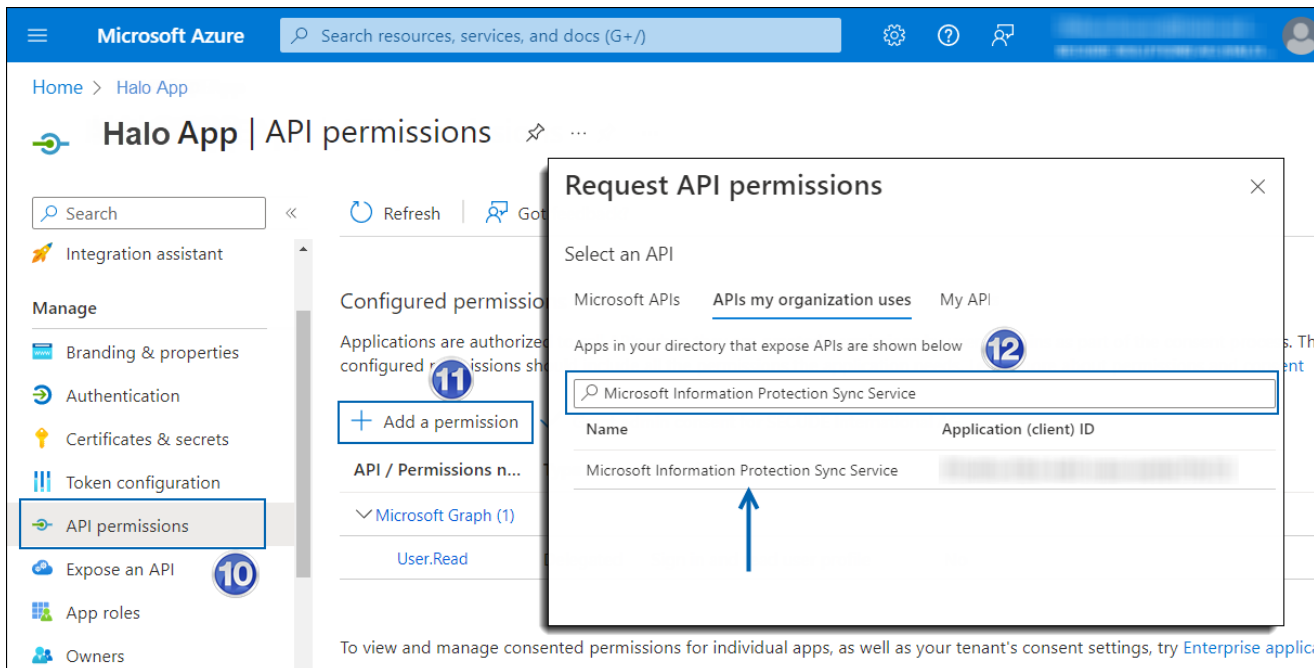 Microsoft Azure
Search resources, services, and docs (G+/)
Home > Halo App
Halo App | API permissions
Search
Integration assistant
Manage
Branding & properties
Authentication
Certificates & secrets
Token configuration
API permissions
10
Expose an API
App roles
Owners
Refresh
Got
Configured permissio
Applications are authorized
s. Th
configured
issions sh
ent
11
Add a permission
API / Permissions n...
Microsoft Graph (1)
User.Read
To view and manage consented permissions for individual apps, as well as your tenant's consent settings, try Enterprise applic
Request API permissions
Select an API
Microsoft APIs
APIs my organization uses
My API
Apps in your directory that expose APIs are shown below
12
Microsoft Information Protection Sync Service
Name
Application (client) ID
Microsoft Information Protection Sync Service